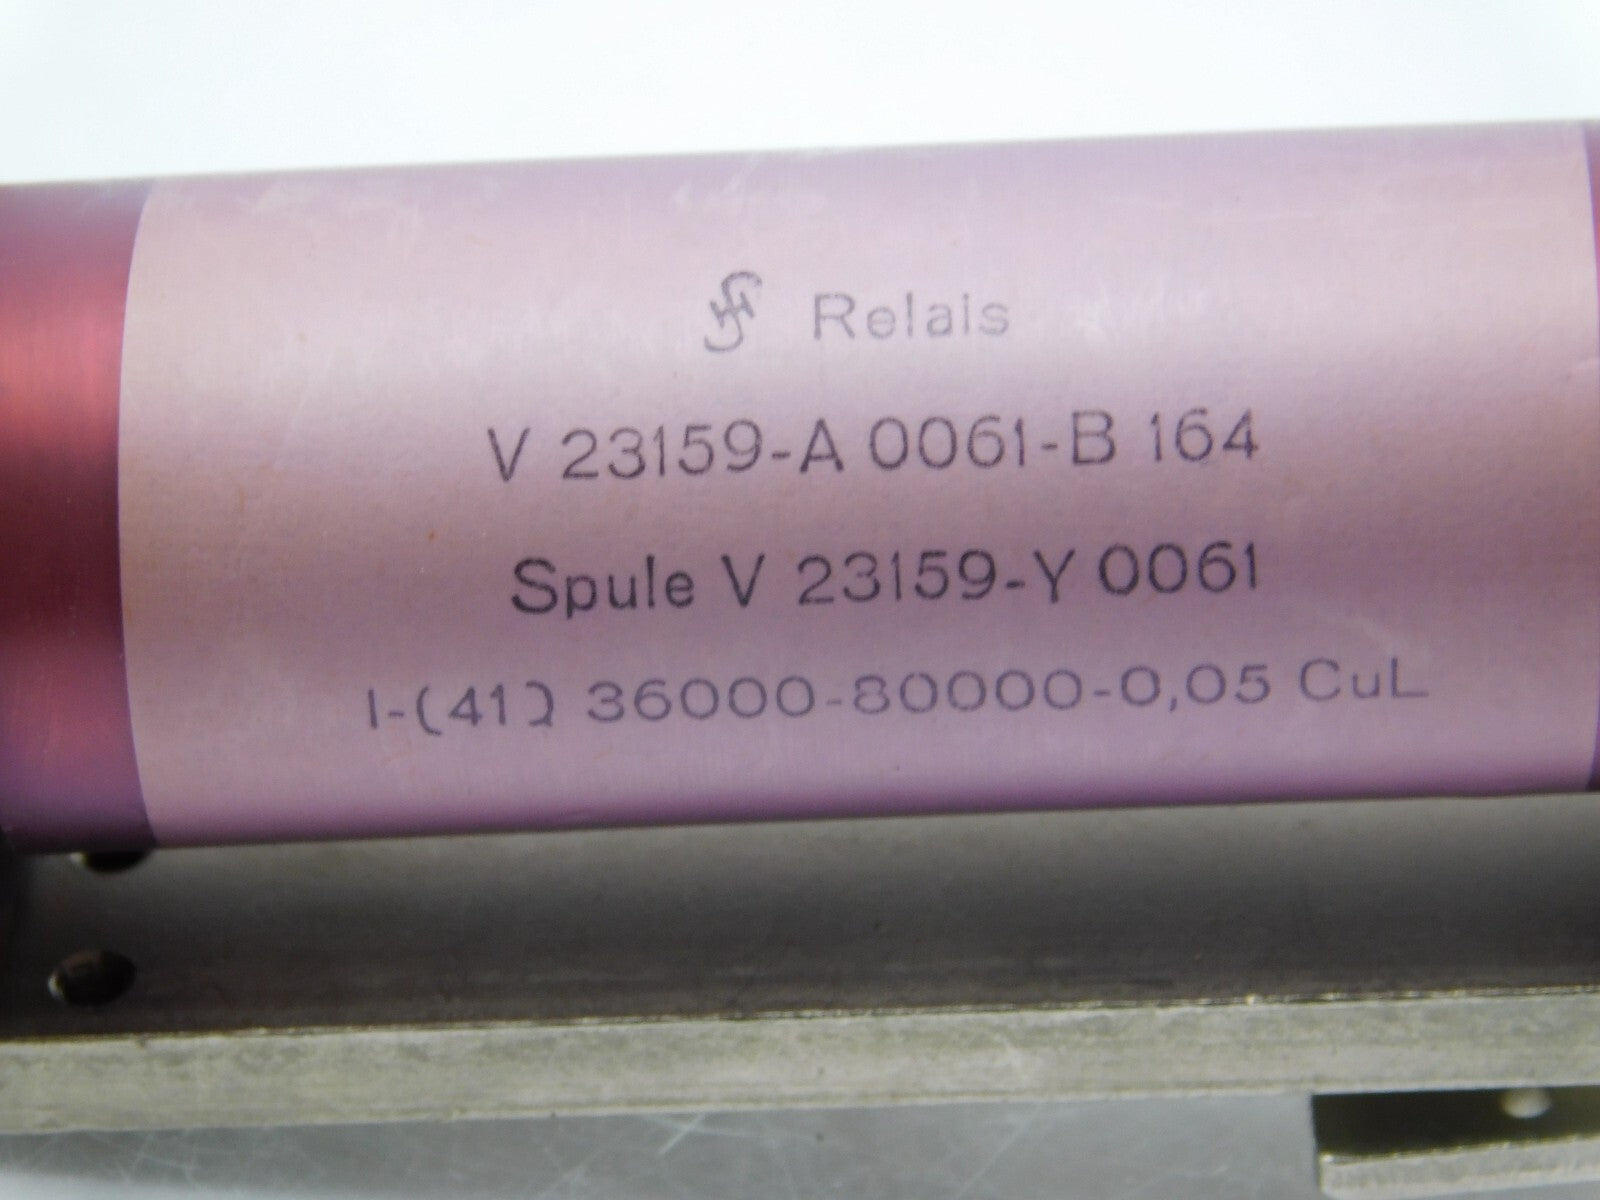 Relais
V 23159-A 0061-B 164
Spule V 23159-Y 0061
I-(41) 36000-80000-0,05 CuL